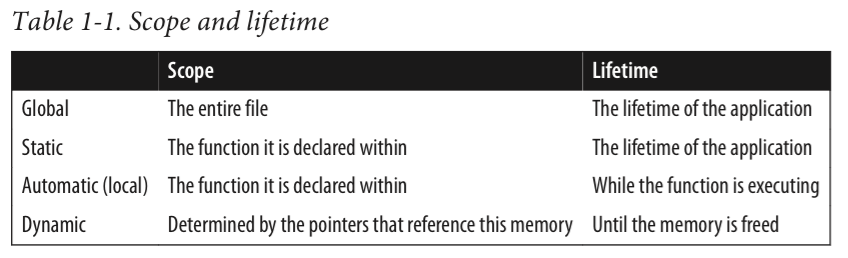 Table 1-1. Scope and lifetime
Scope Lifetime
Global The entire file The lifetime of the application
Static The function it is declared within The lifetime of the application
Automatic (local) The function it is declared within While the function is executing
Dynamic Determined by the pointers that reference this memory Until the memory is freed